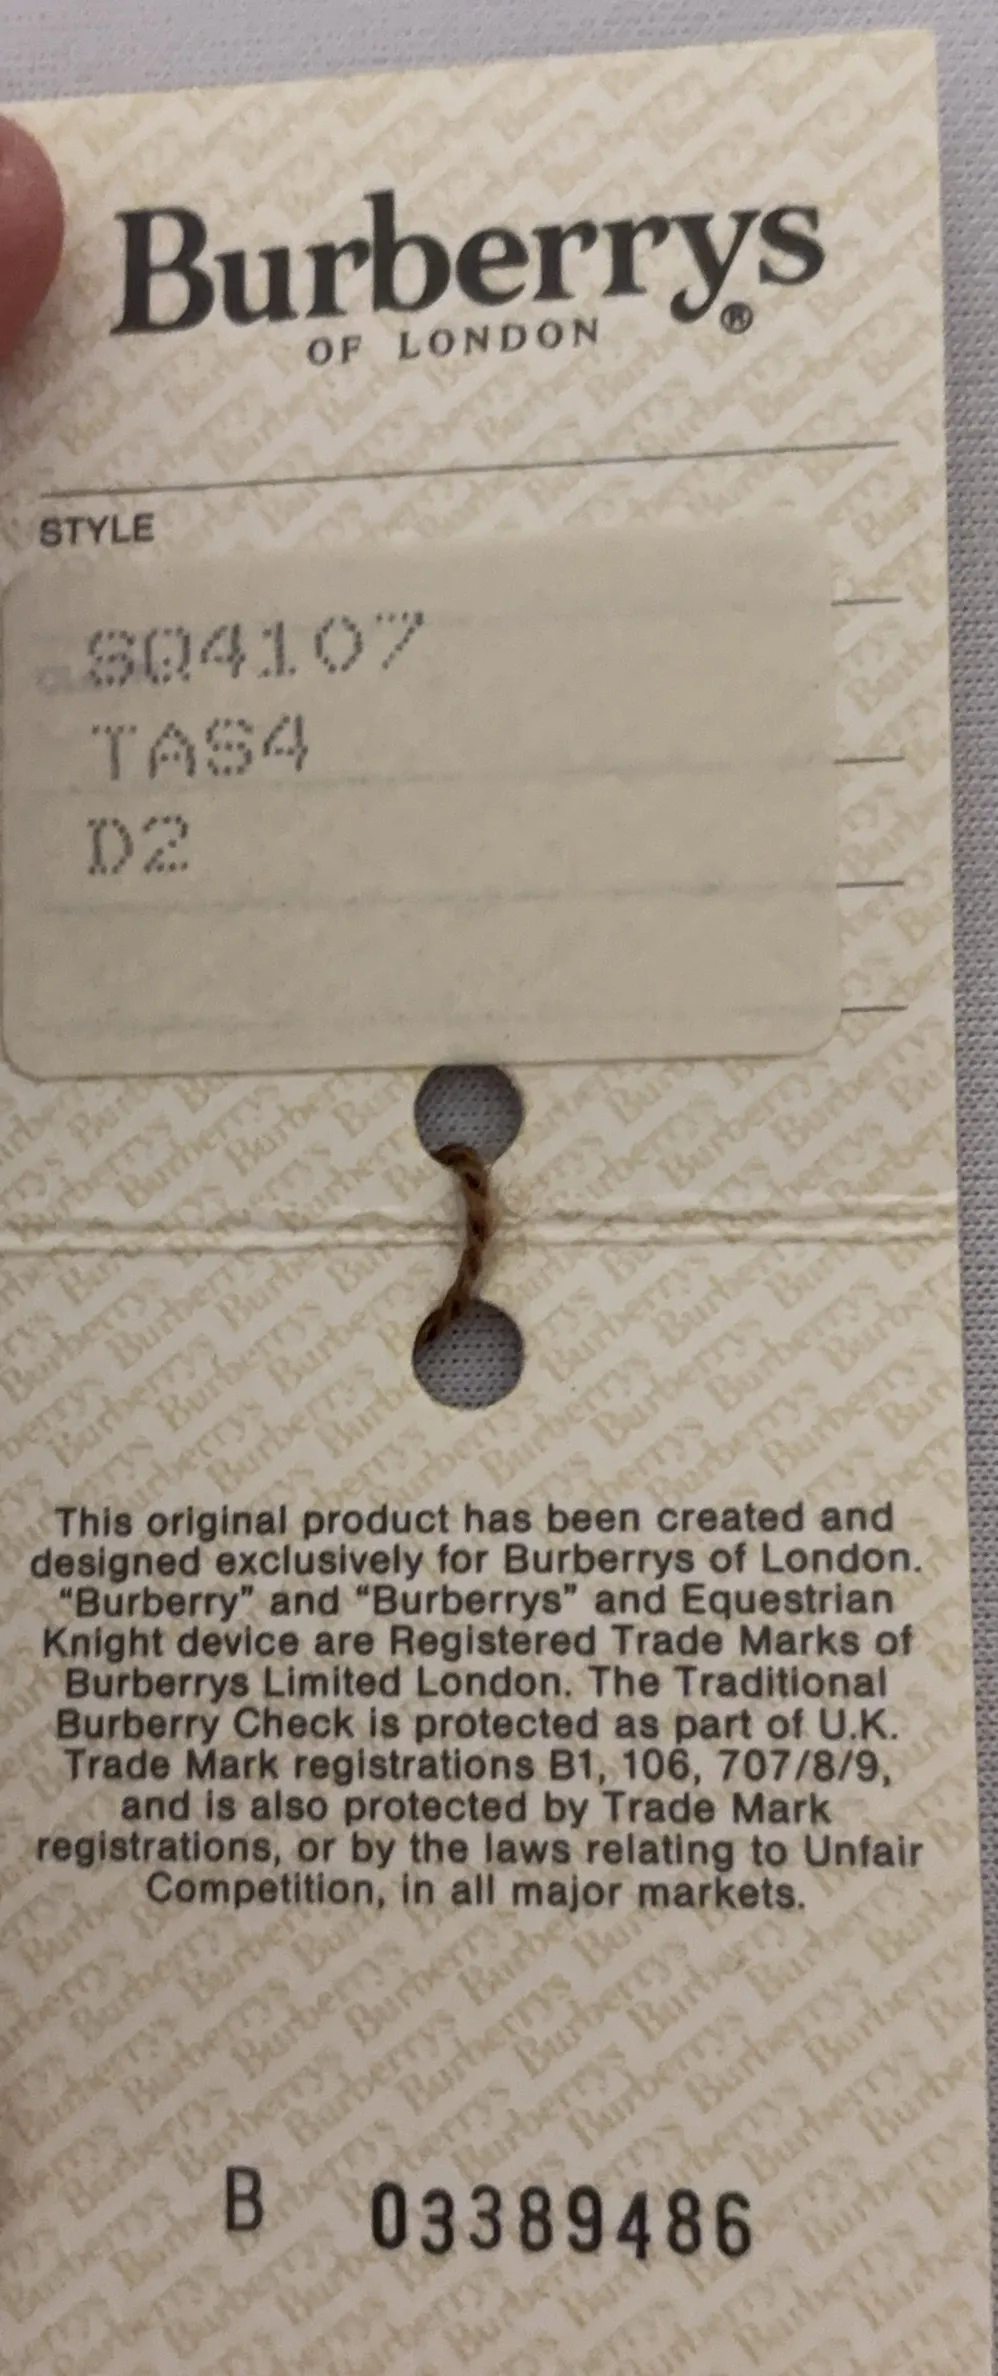 Burberrys®
OF LONDON
STYLE
SQ4107
TAS4
D2
This original product has been created and
designed exclusively for Burberrys of London.
“Burberry” and “Burberrys” and Equestrian
Knight device are Registered Trade Marks of
Burberrys Limited London. The Traditional
Burberry Check is protected as part of U.K.
Trade Mark registrations B1, 106, 707/8/9,
and is also protected by Trade Mark
registrations, or by the laws relating to Unfair
Competition, in all major markets.
B 03389486